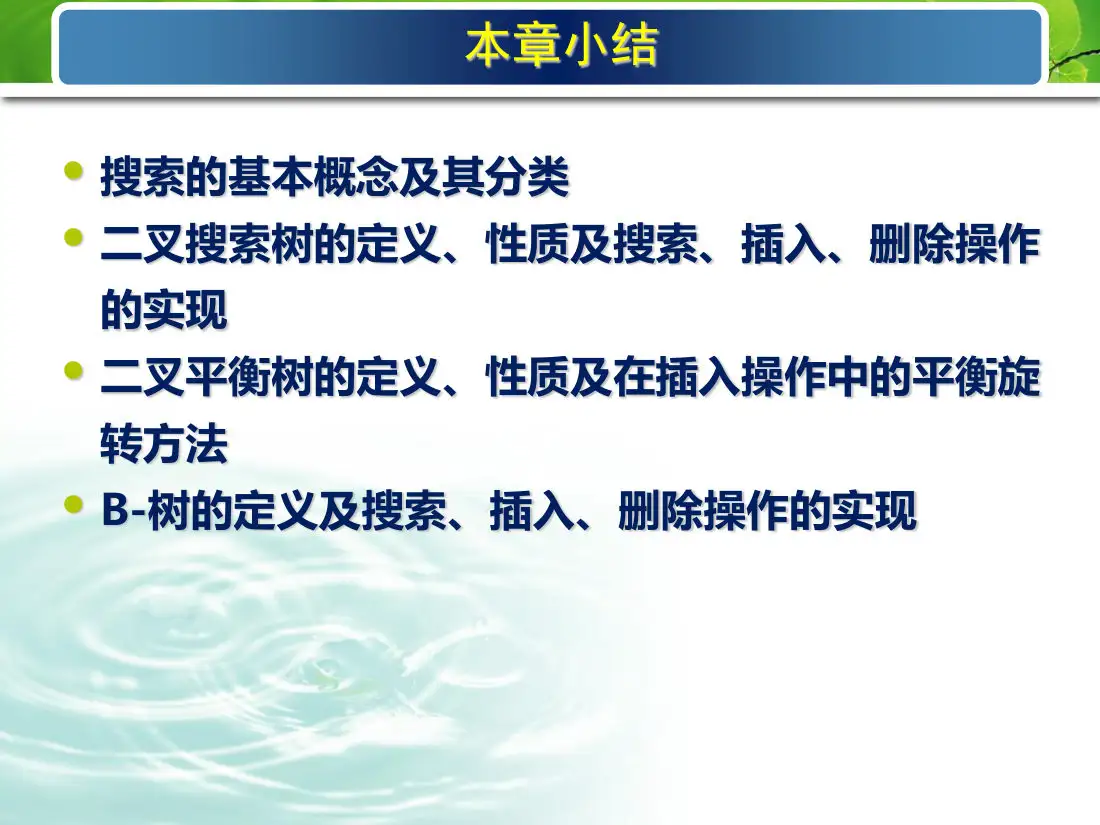 本章小结
搜索的基本概念及其分类
二叉搜索树的定义、性质及搜索、插入、删除操作
的实现
二叉平衡树的定义、性质及在插入操作中的平衡旋
转方法
B-树的定义及搜索、插入、删除操作的实现